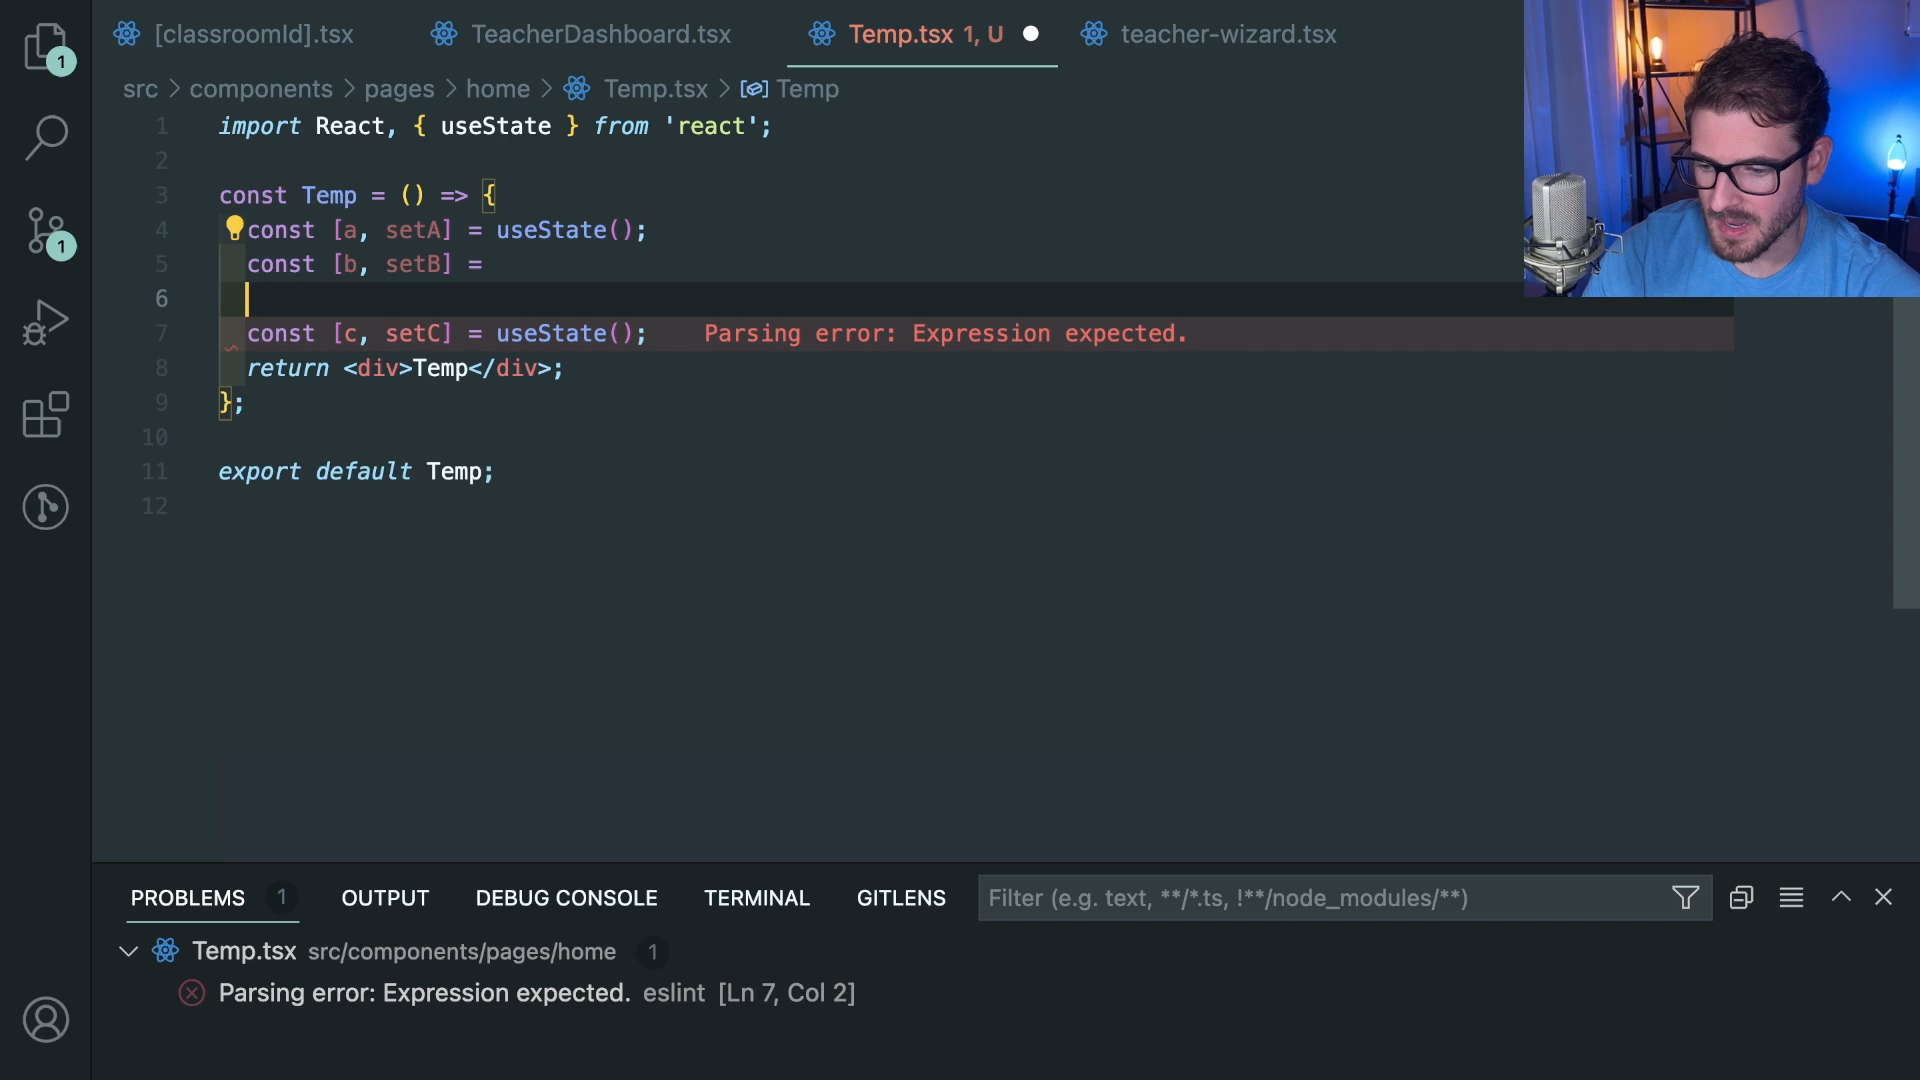 [classroomId].tsx TeacherDashboard.tsx Temp.tsx 1, U teacher-wizard.tsx
src > components > pages > home > Temp.tsx > Temp
1 import React, { useState } from 'react';
2
3 const Temp = () => {
4 const [a, setA] = useState();
5 const [b, setB] =
6
7 const [c, setC] = useState(); Parsing error: Expression expected.
8 return <div>Temp</div>;
9 };
10
11 export default Temp;
12
1
1
PROBLEMS 1 OUTPUT DEBUG CONSOLE TERMINAL GITLENS Filter (e.g. text, **/*.ts, !**/node_modules/**)
Temp.tsx src/components/pages/home 1
Parsing error: Expression expected. eslint [Ln 7, Col 2]